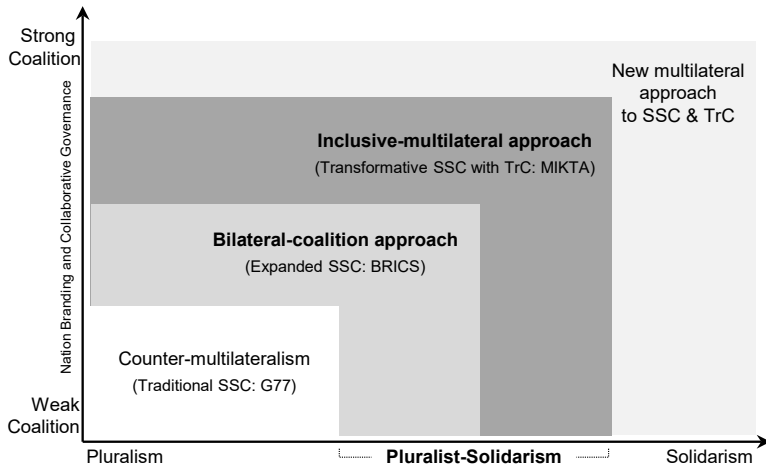 Strong
Coalition
New multilateral
approach
to SSC & TrC
Inclusive-multilateral approach
(Transformative SSC with TrC: MIKTA)
Nation Branding and Collaborative Governance
Bilateral-coalition approach
(Expanded SSC: BRICS)
Counter-multilateralism
(Traditional SSC: G77)
Weak
Coalition
Pluralism
Pluralist-Solidarism
Solidarism